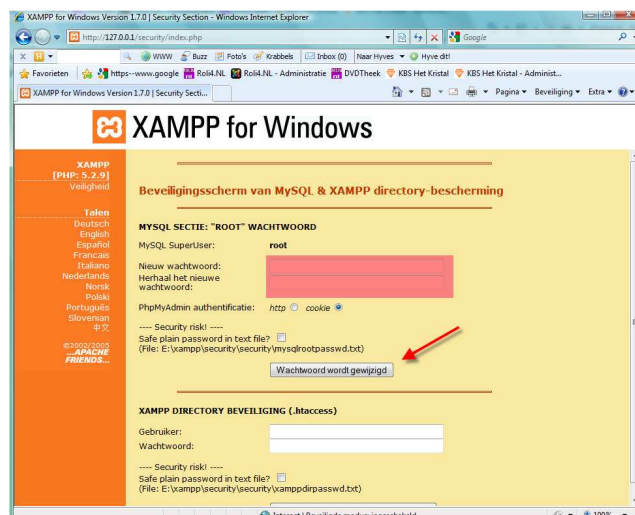 XAMPP for Windows Version 1.7.0 | Security Section - Windows Internet Explorer
http://127.0.0.1/security/index.php
Google
WWW Buzz Foto's Krabbels Inbox (0) Naar Hyves Hyve dit!
Favorieten https--www.google Roli4.NL Roli4.NL - Administratie DVDTheek KBS Het Kristal KBS Het Kristal - Administ...
XAMPP for Windows Version 1.7.0 | Security Secti...
Pagina Beveiliging Extra
XAMPP for Windows
XAMPP
[PHP: 5.2.9]
Veiligheid
Talen
Deutsch
English
Español
Francais
Italiano
Nederlands
Norsk
Polski
Português
Slovenian
中文
©2002/2005
...APACHE
FRIENDS...
Beveiligingsscherm van MySQL & XAMPP directory-bescherming
MYSQL SECTIE: "ROOT" WACHTWOORD
MySQL SuperUser: root
Nieuw wachtwoord:
Herhaal het nieuwe
wachtwoord:
PhpMyAdmin authentificatie: http cookie
---- Security risk! ----
Safe plain password in text file?
(File: E:\xampp\security\security\mysqlrootpasswd.txt)
Wachtwoord wordt gewijzigd
XAMPP DIRECTORY BEVEILIGING (.htaccess)
Gebruiker:
Wachtwoord:
---- Security risk! ----
Safe plain password in text file?
(File: E:\xampp\security\security\xamppdirpasswd.txt)